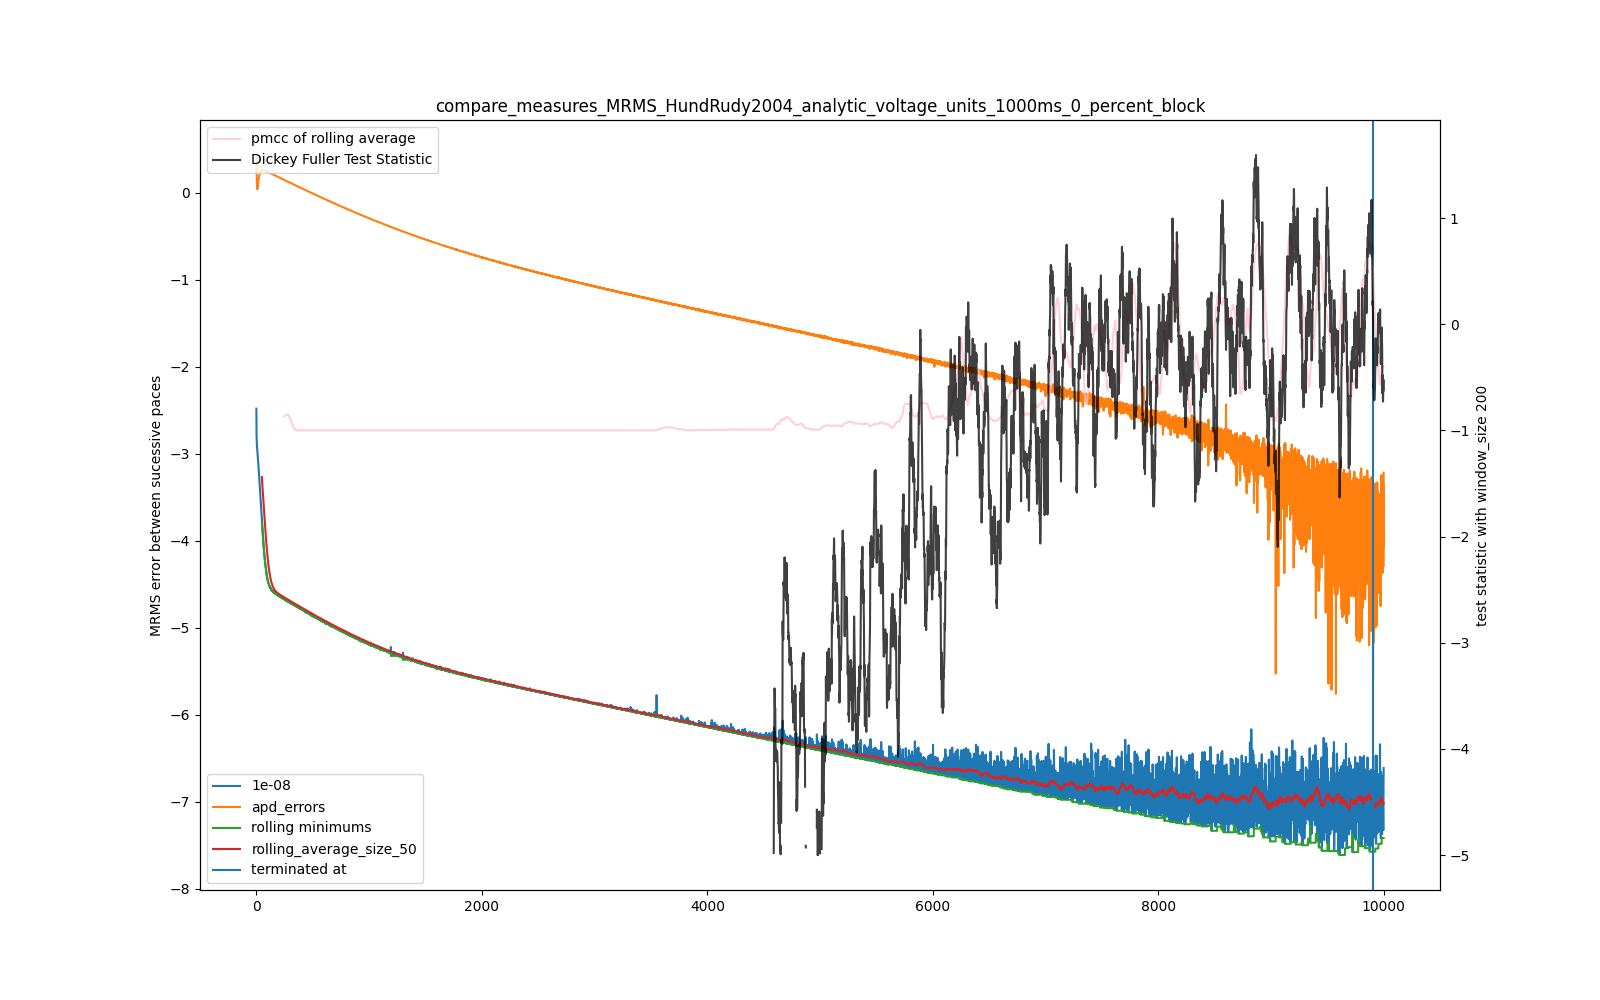 compare_measures_MRMS_HundRudy2004_analytic_voltage_units_1000ms_0_percent_block
pmcc of rolling average
Dickey Fuller Test Statistic
MRMS error between sucessive paces
0
−1
−2
−3
−4
−5
−6
−7
−8
1
0
−1
−2
−3
−4
−5
test statistic with window_size 200
1e-08
apd_errors
rolling minimums
rolling_average_size_50
terminated at
0
2000
4000
6000
8000
10000